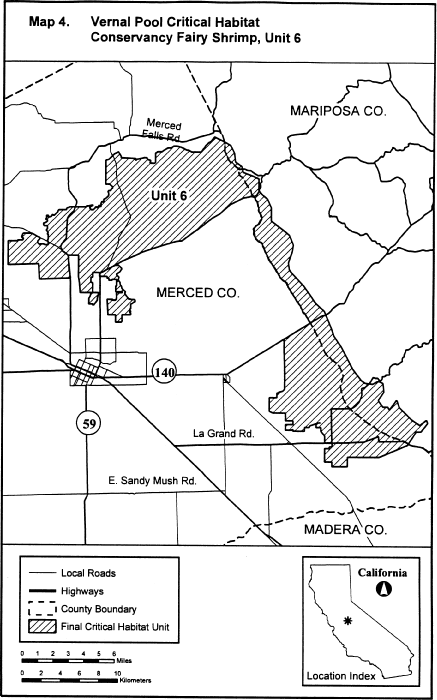 Map 4. Vernal Pool Critical Habitat
Conservancy Fairy Shrimp, Unit 6
MARIPOSA CO.
Merced
Falls Rd.
Unit 6
MERCED CO.
140
59
La Grand Rd.
E. Sandy Mush Rd.
MADERA CO.
Local Roads
Highways
County Boundary
Final Critical Habitat Unit
0 1 2 3 4 5 6
Miles
0 2 4 6 8 10
Kilometers
California
Location Index